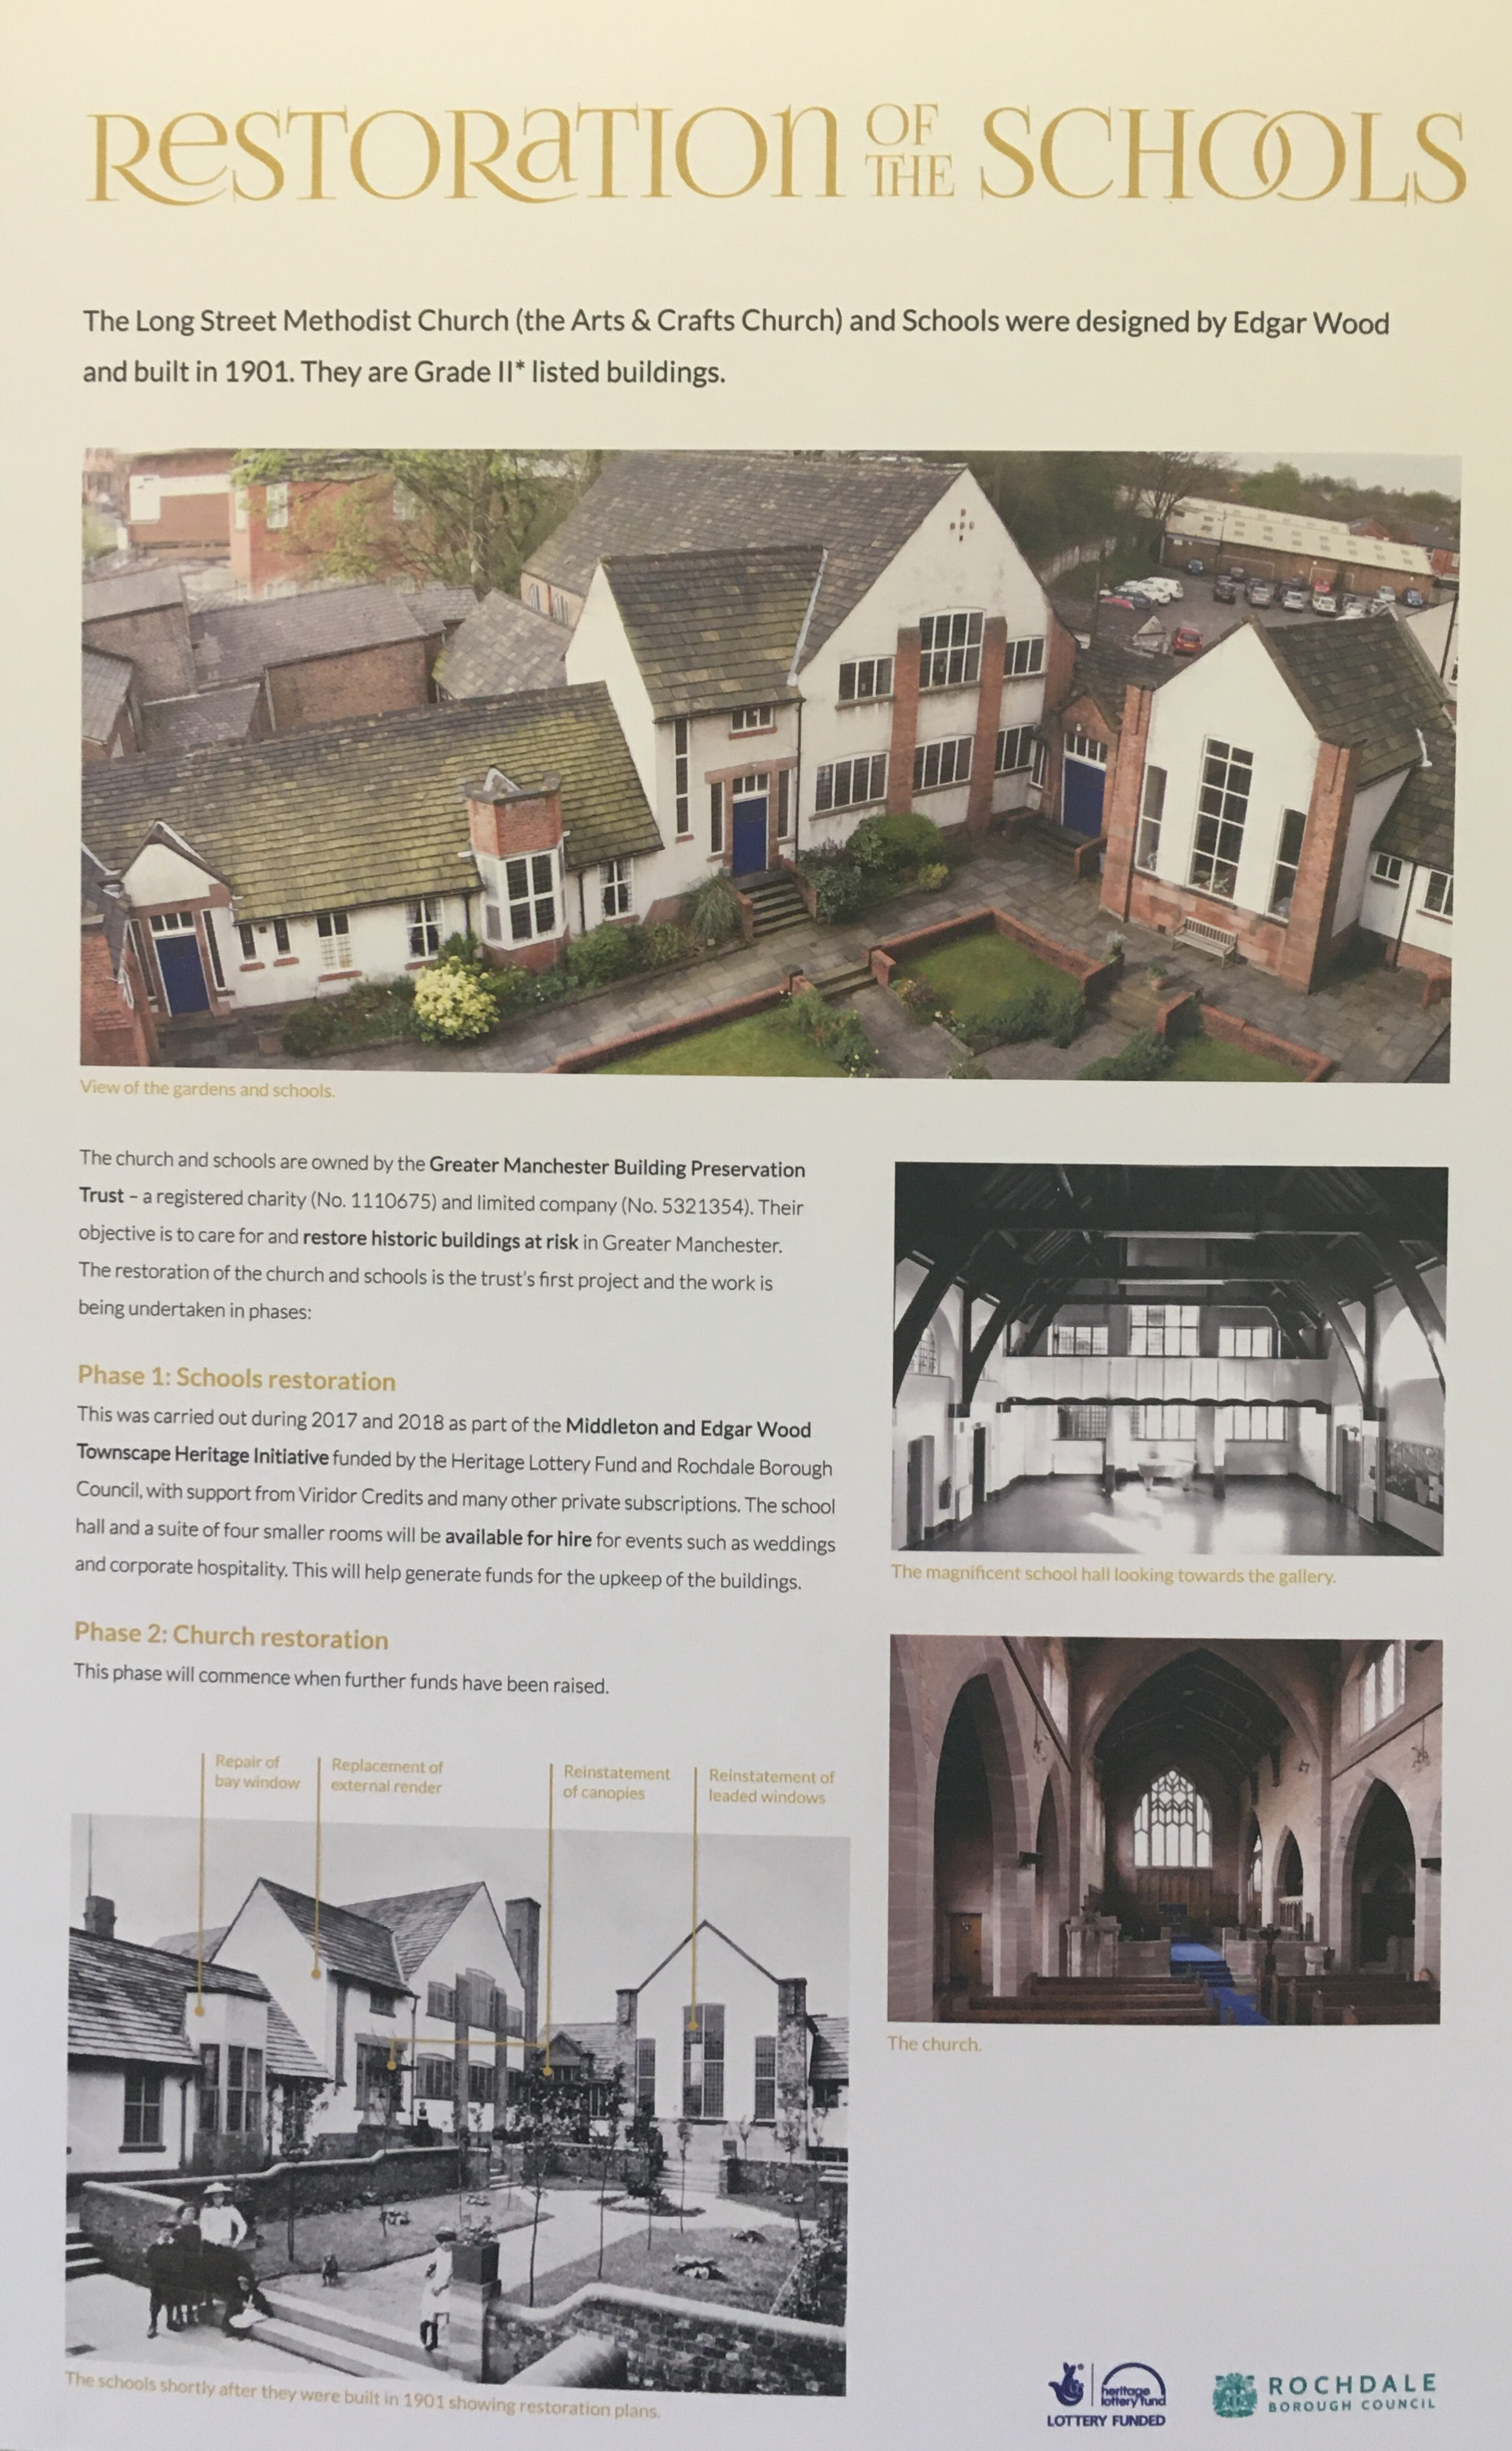 RESTORATION OF THE SCHOOLS
The Long Street Methodist Church (the Arts & Crafts Church) and Schools were designed by Edgar Wood
and built in 1901. They are Grade II* listed buildings.
View of the gardens and schools.
The church and schools are owned by the Greater Manchester Building Preservation
Trust – a registered charity (No. 1110675) and limited company (No. 5321354). Their
objective is to care for and restore historic buildings at risk in Greater Manchester.
The restoration of the church and schools is the trust's first project and the work is
being undertaken in phases:
Phase 1: Schools restoration
This was carried out during 2017 and 2018 as part of the Middleton and Edgar Wood
Townscape Heritage Initiative funded by the Heritage Lottery Fund and Rochdale Borough
Council, with support from Viridor Credits and many other private subscriptions. The school
hall and a suite of four smaller rooms will be available for hire for events such as weddings
and corporate hospitality. This will help generate funds for the upkeep of the buildings.
Phase 2: Church restoration
This phase will commence when further funds have been raised.
The magnificent school hall looking towards the gallery.
The church.
Repair of
bay window
Replacement of
external render
Reinstatement
of canopies
Reinstatement of
leaded windows
The schools shortly after they were built in 1901 showing restoration plans.
heritage
lottery fund
LOTTERY FUNDED
ROCHDALE
BOROUGH COUNCIL